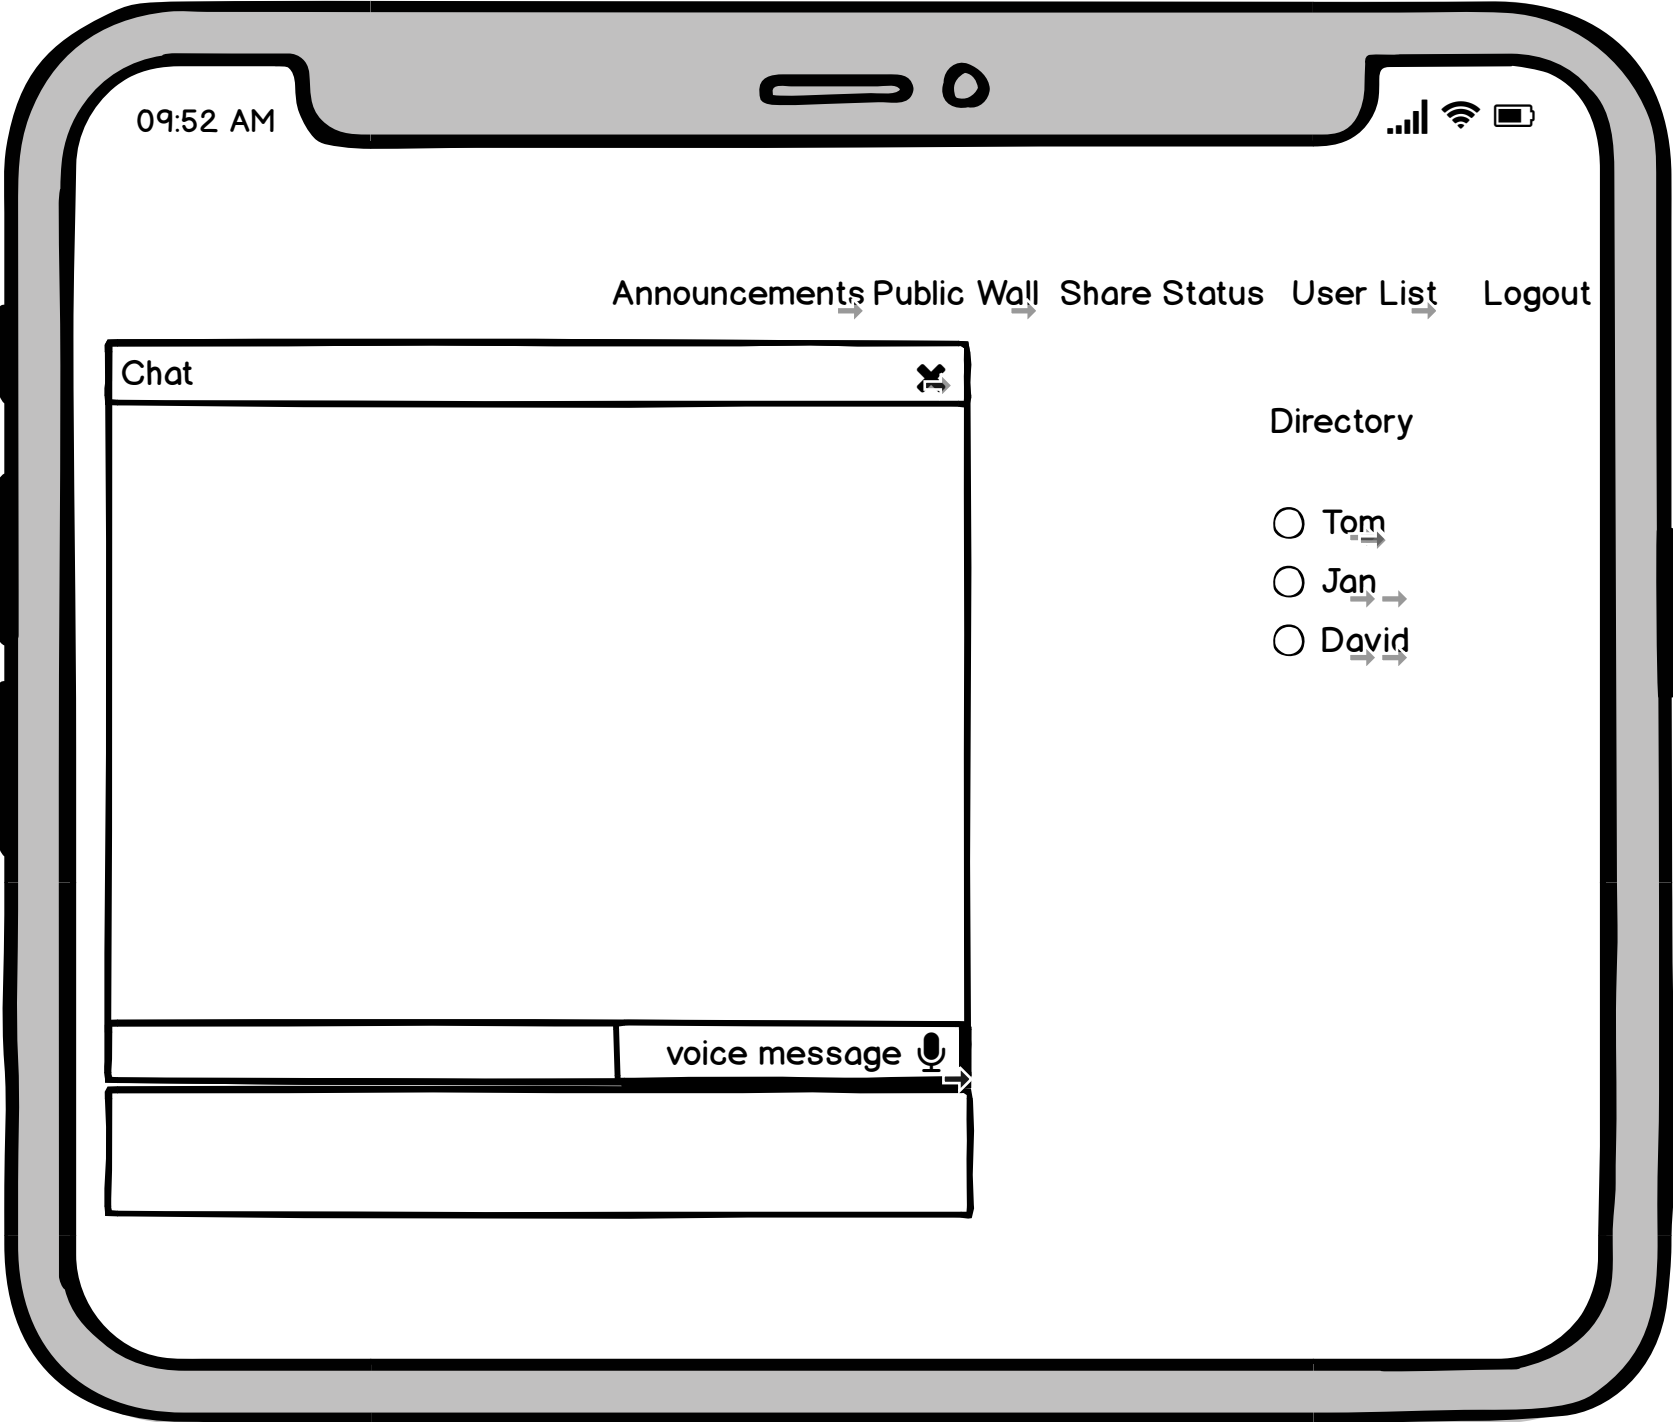 09:52 AM
Announcements Public Wall Share Status User List Logout
Chat
Directory
Tom
Jan
David
voice message